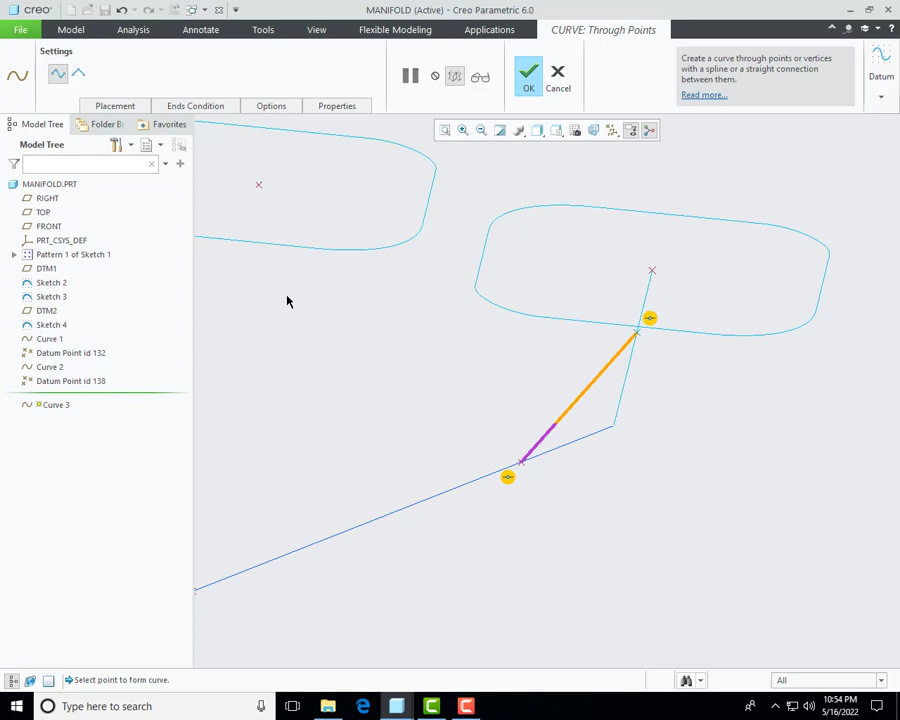 creo®
MANIFOLD (Active) - Creo Parametric 6.0
File Model Analysis Annotate Tools View Flexible Modeling Applications CURVE: Through Points
Settings
OK
Cancel
Create a curve through points or vertices
with a spline or a straight connection
between them.
Read more...
Datum
Placement Ends Condition Options Properties
Model Tree Folder B Favorites
Model Tree
MANIFOLD.PRT
RIGHT
TOP
FRONT
PRT_CSYS_DEF
Pattern 1 of Sketch 1
DTM1
Sketch 2
Sketch 3
DTM2
Sketch 4
Curve 1
Datum Point id 132
Curve 2
Datum Point id 138
Curve 3
Select point to form curve.
All
Type here to search
10:54 PM
5/16/2022